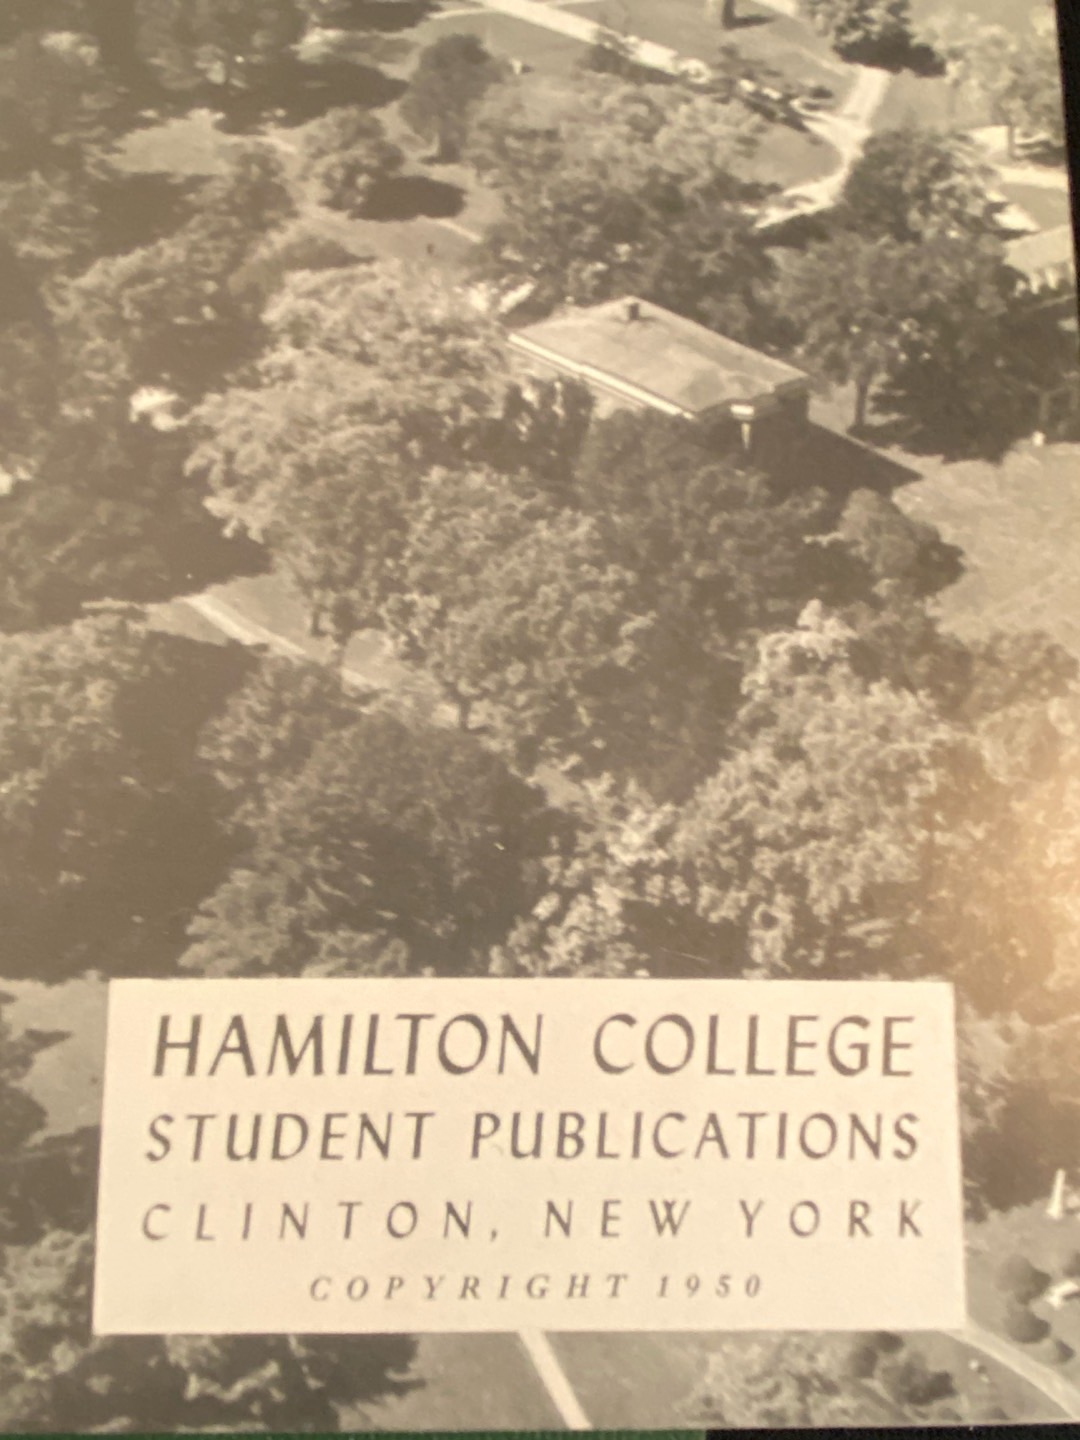 HAMILTON COLLEGE
STUDENT PUBLICATIONS
CLINTON, NEW YORK
COPYRIGHT 1950